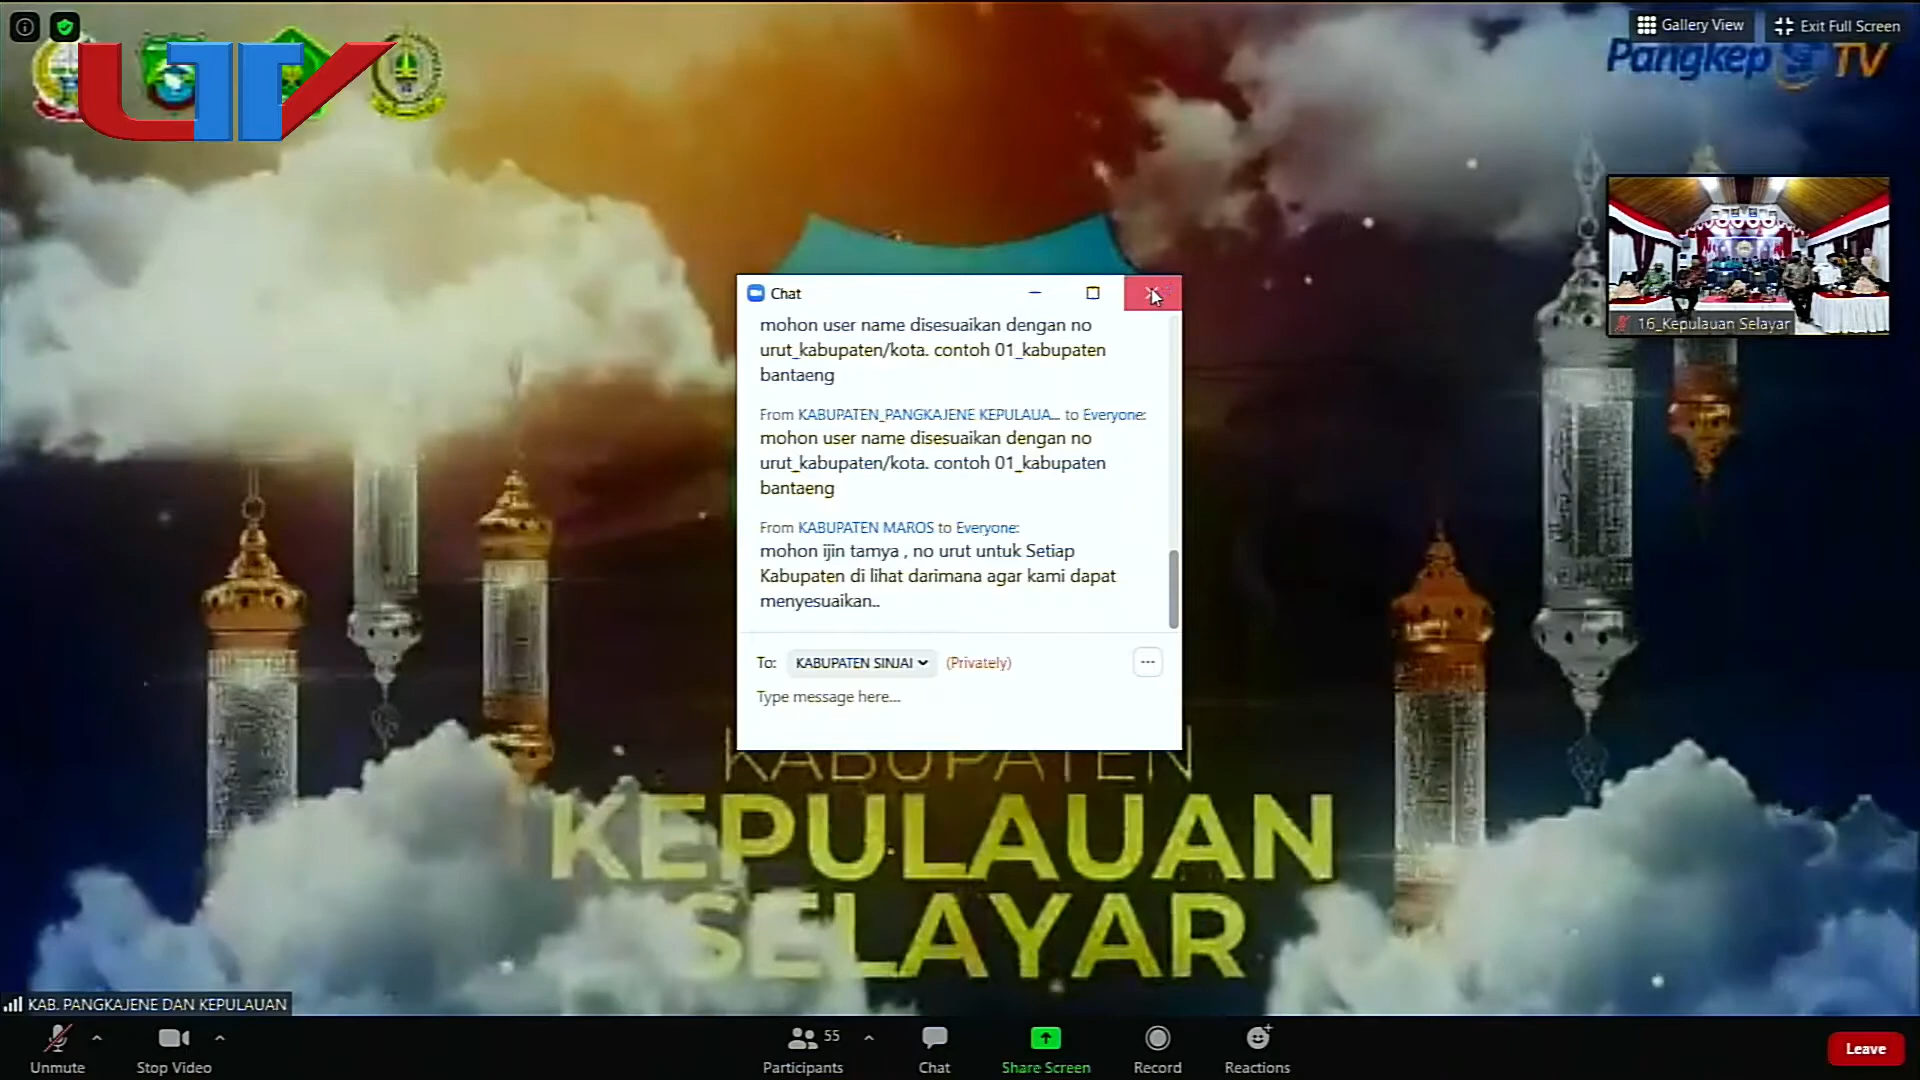 Gallery View
Exit Full Screen
LTV
Pangkep TV
16_Kepulauan Selayar
Chat
mohon user name disesuaikan dengan no
urut_kabupaten/kota. contoh 01_kabupaten
bantaeng
From KABUPATEN_PANGKAJENE KEPULAUA... to Everyone:
mohon user name disesuaikan dengan no
urut_kabupaten/kota. contoh 01_kabupaten
bantaeng
From KABUPATEN MAROS to Everyone:
mohon ijin tamya , no urut untuk Setiap
Kabupaten di lihat darimana agar kami dapat
menyesuaikan..
To: KABUPATEN SINJAI (Privately)
Type message here...
KABUPATEN
KEPULAUAN
SELAYAR
KAB. PANGKAJENE DAN KEPULAUAN
Unmute
Stop Video
55
Participants
Chat
Share Screen
Record
Reactions
Leave